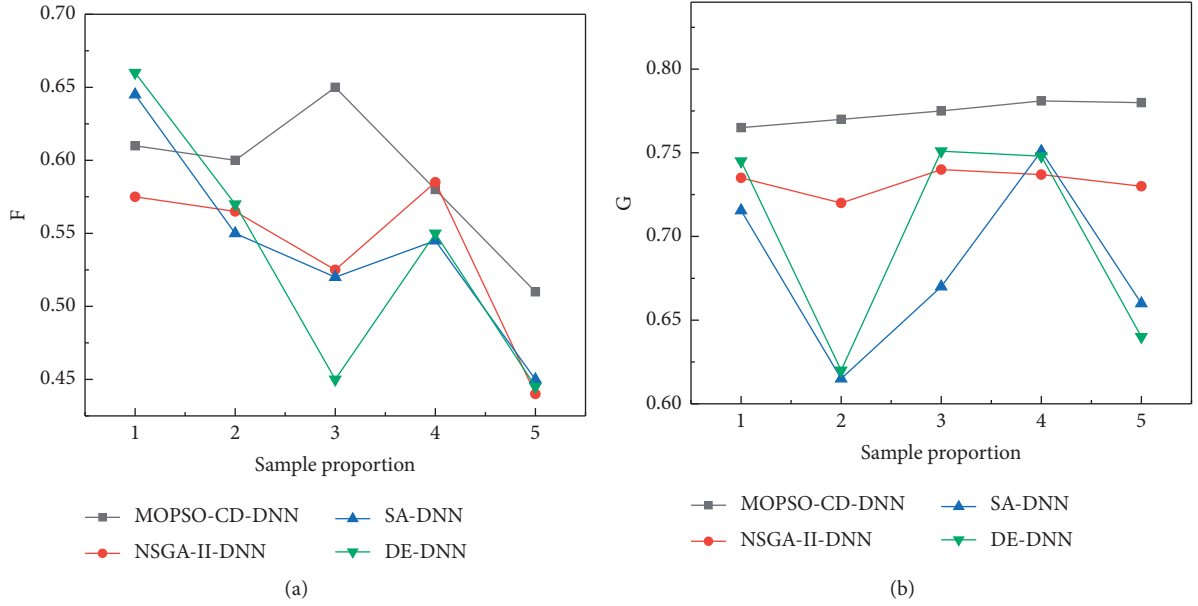 0.70
0.65
0.60
0.55
0.50
0.45
F
1 2 3 4 5
Sample proportion
MOPSO-CD-DNN SA-DNN
NSGA-II-DNN DE-DNN
(a)
0.80
0.75
0.70
0.65
0.60
G
1 2 3 4 5
Sample proportion
MOPSO-CD-DNN SA-DNN
NSGA-II-DNN DE-DNN
(b)